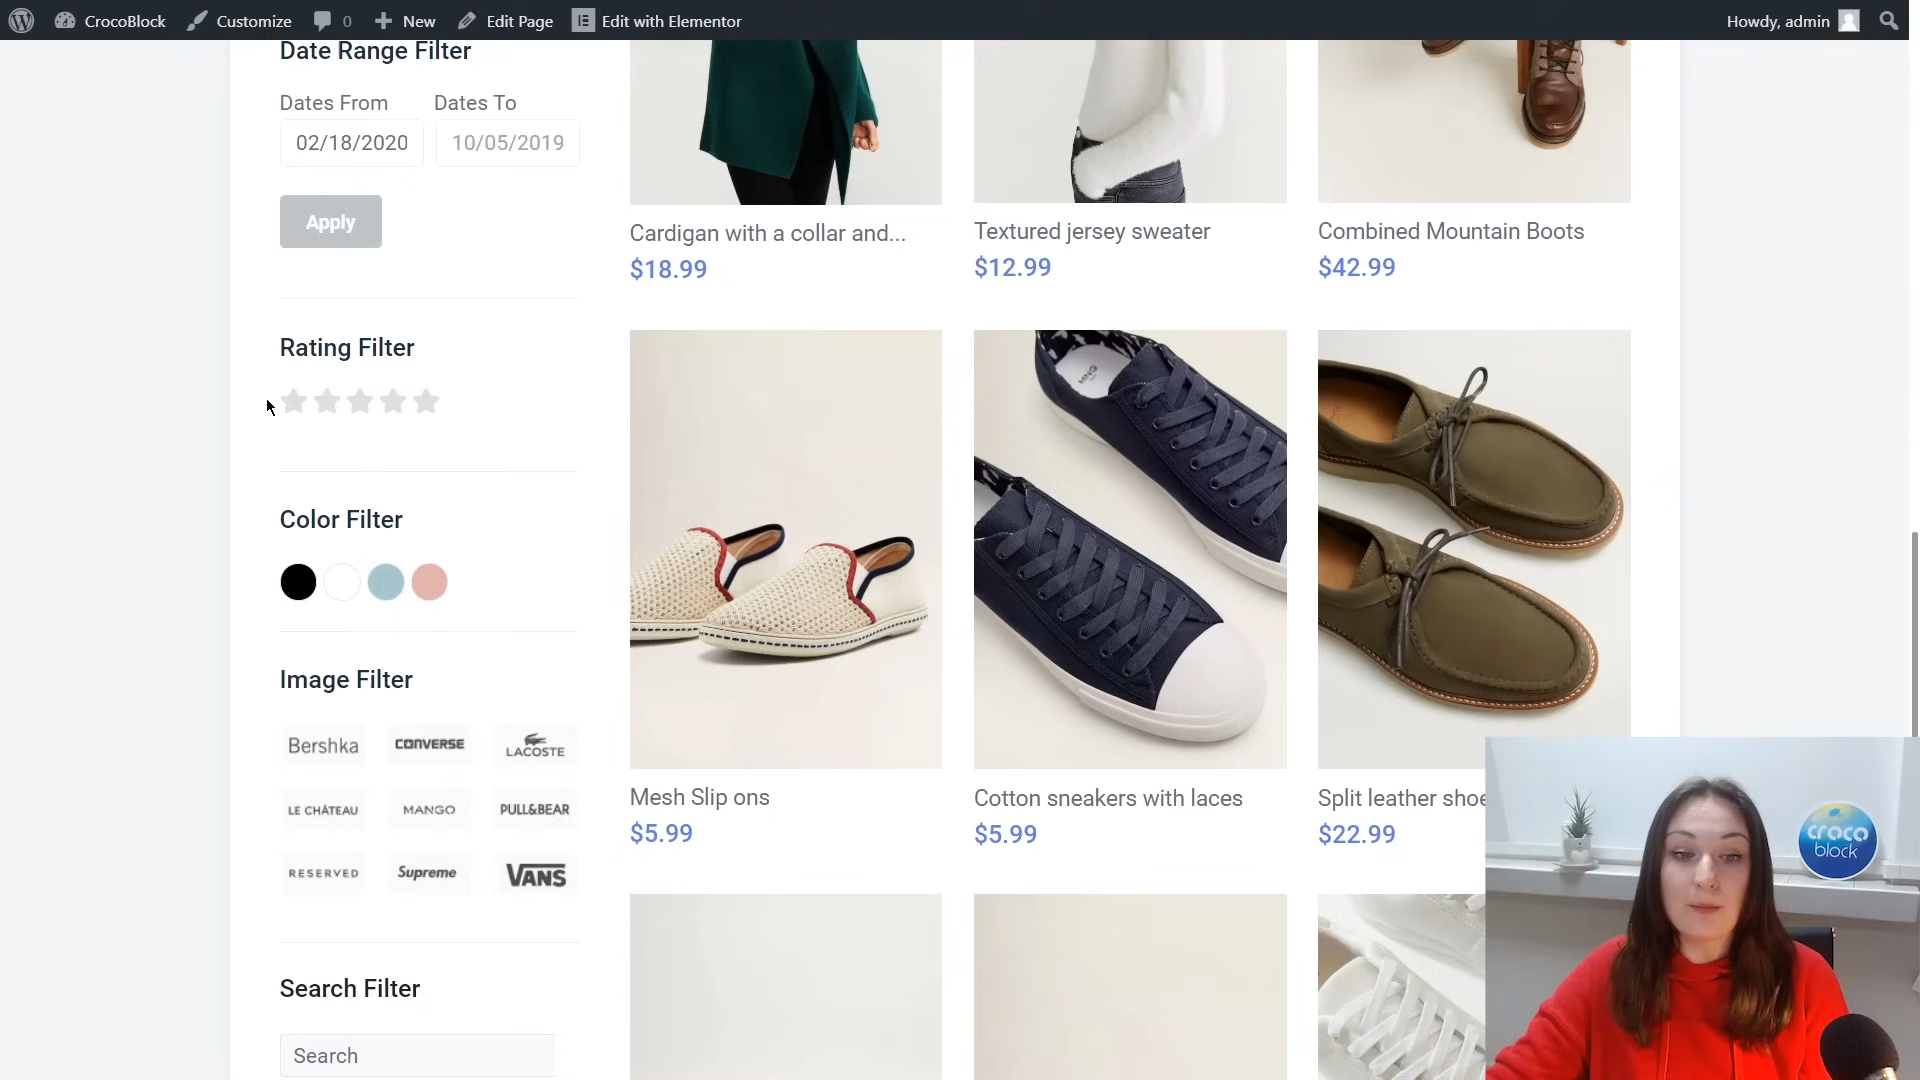 CrocoBlock Customize 0 New Edit Page Edit with Elementor Howdy, admin
Date Range Filter
Dates From Dates To
02/18/2020 10/05/2019
Apply
Rating Filter
Color Filter
Image Filter
Bershka CONVERSE LACOSTE
LE CHÂTEAU MANGO PULL&BEAR
RESERVED Supreme VANS
Search Filter
Search
Cardigan with a collar and...
$18.99
Textured jersey sweater
$12.99
Combined Mountain Boots
$42.99
MNG
Mesh Slip ons
$5.99
Cotton sneakers with laces
$5.99
Split leather shoe
$22.99
croco
block